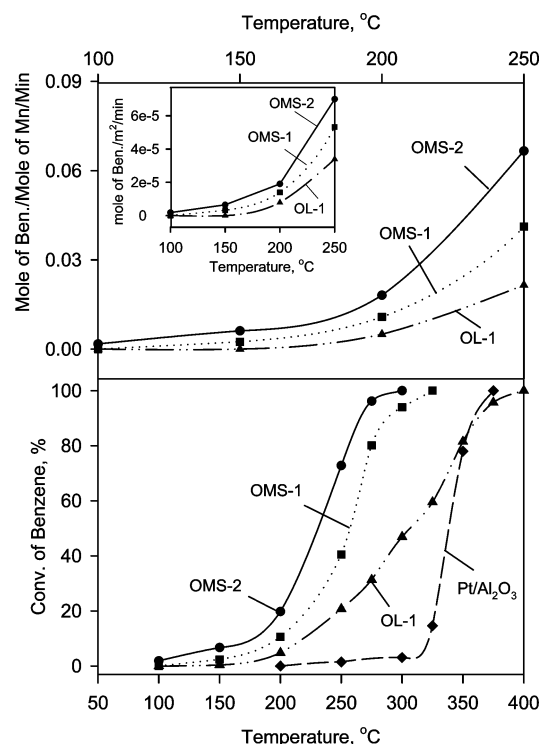 Temperature, °C
100 150 200 250
0.09
0.06
0.03
0.00
Mole of Ben./Mole of Mn/Min
OMS-2
OMS-1
OL-1
6e-5
4e-5
2e-5
0
mole of Ben./m²/min
OMS-2
OMS-1
OL-1
100 150 200 250
Temperature, °C
100
80
60
40
20
0
Conv. of Benzene, %
OMS-1
OMS-2
OL-1
Pt/Al₂O₃
50 100 150 200 250 300 350 400
Temperature, °C